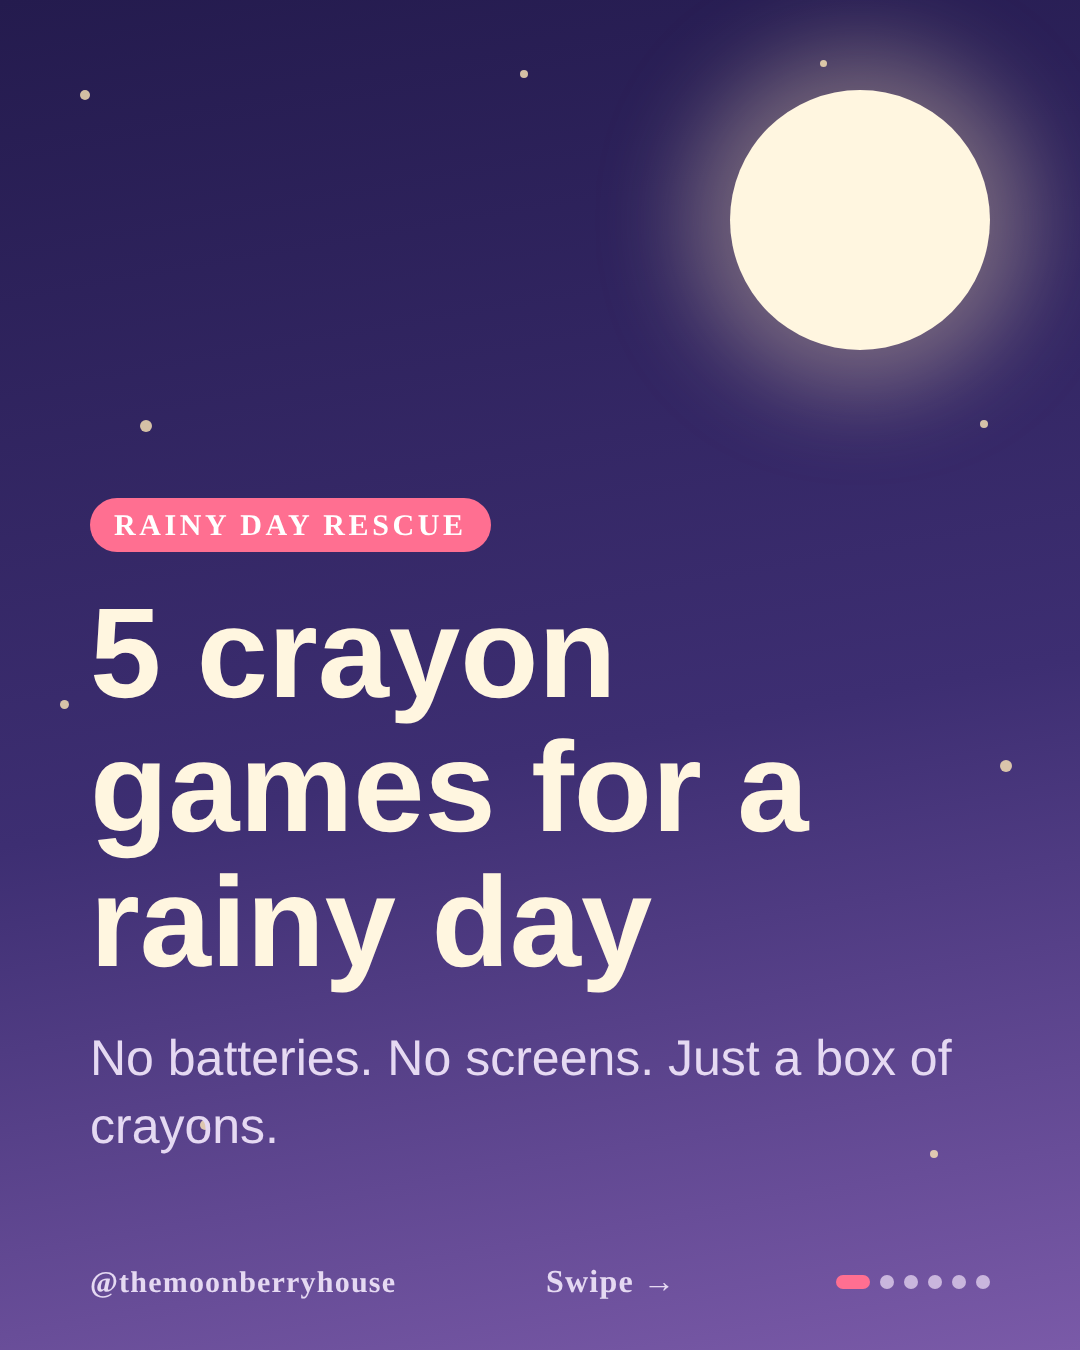 RAINY DAY RESCUE
5 crayon
games for a
rainy day
No batteries. No screens. Just a box of
crayons.
@themoonberryhouse
Swipe →